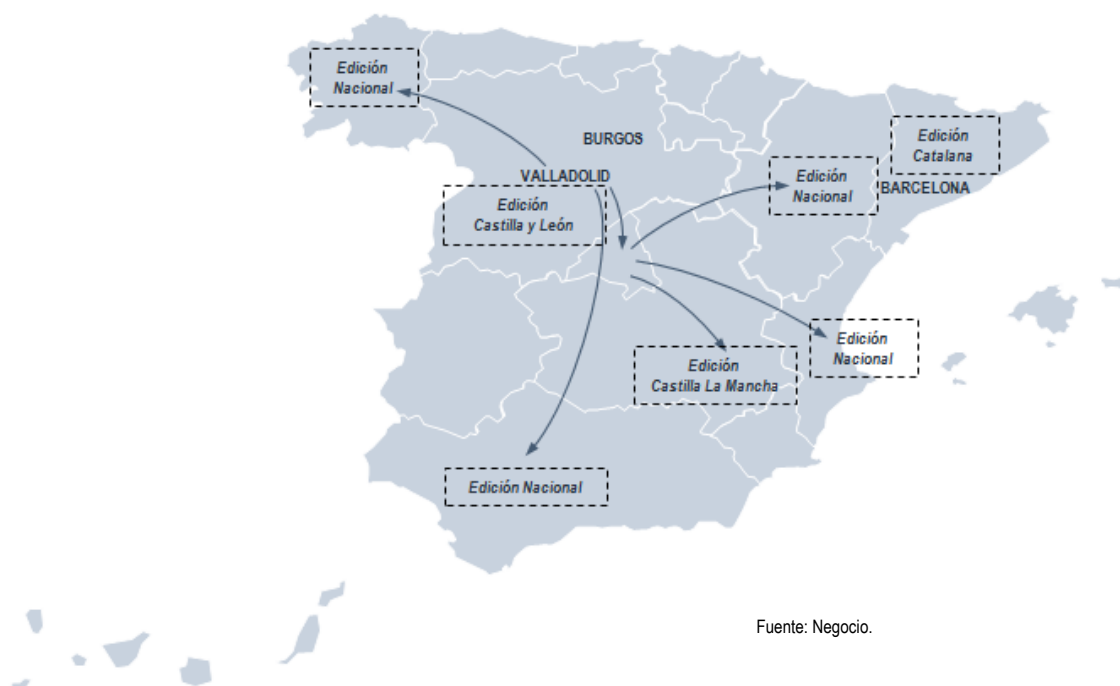 Edición
Nacional
BURGOS
Edición
Catalana
VALLADOLID
Edición
Nacional
BARCELONA
Edición
Castilla y León
Edición
Nacional
Edición
Castilla La Mancha
Edición Nacional
Fuente: Negocio.